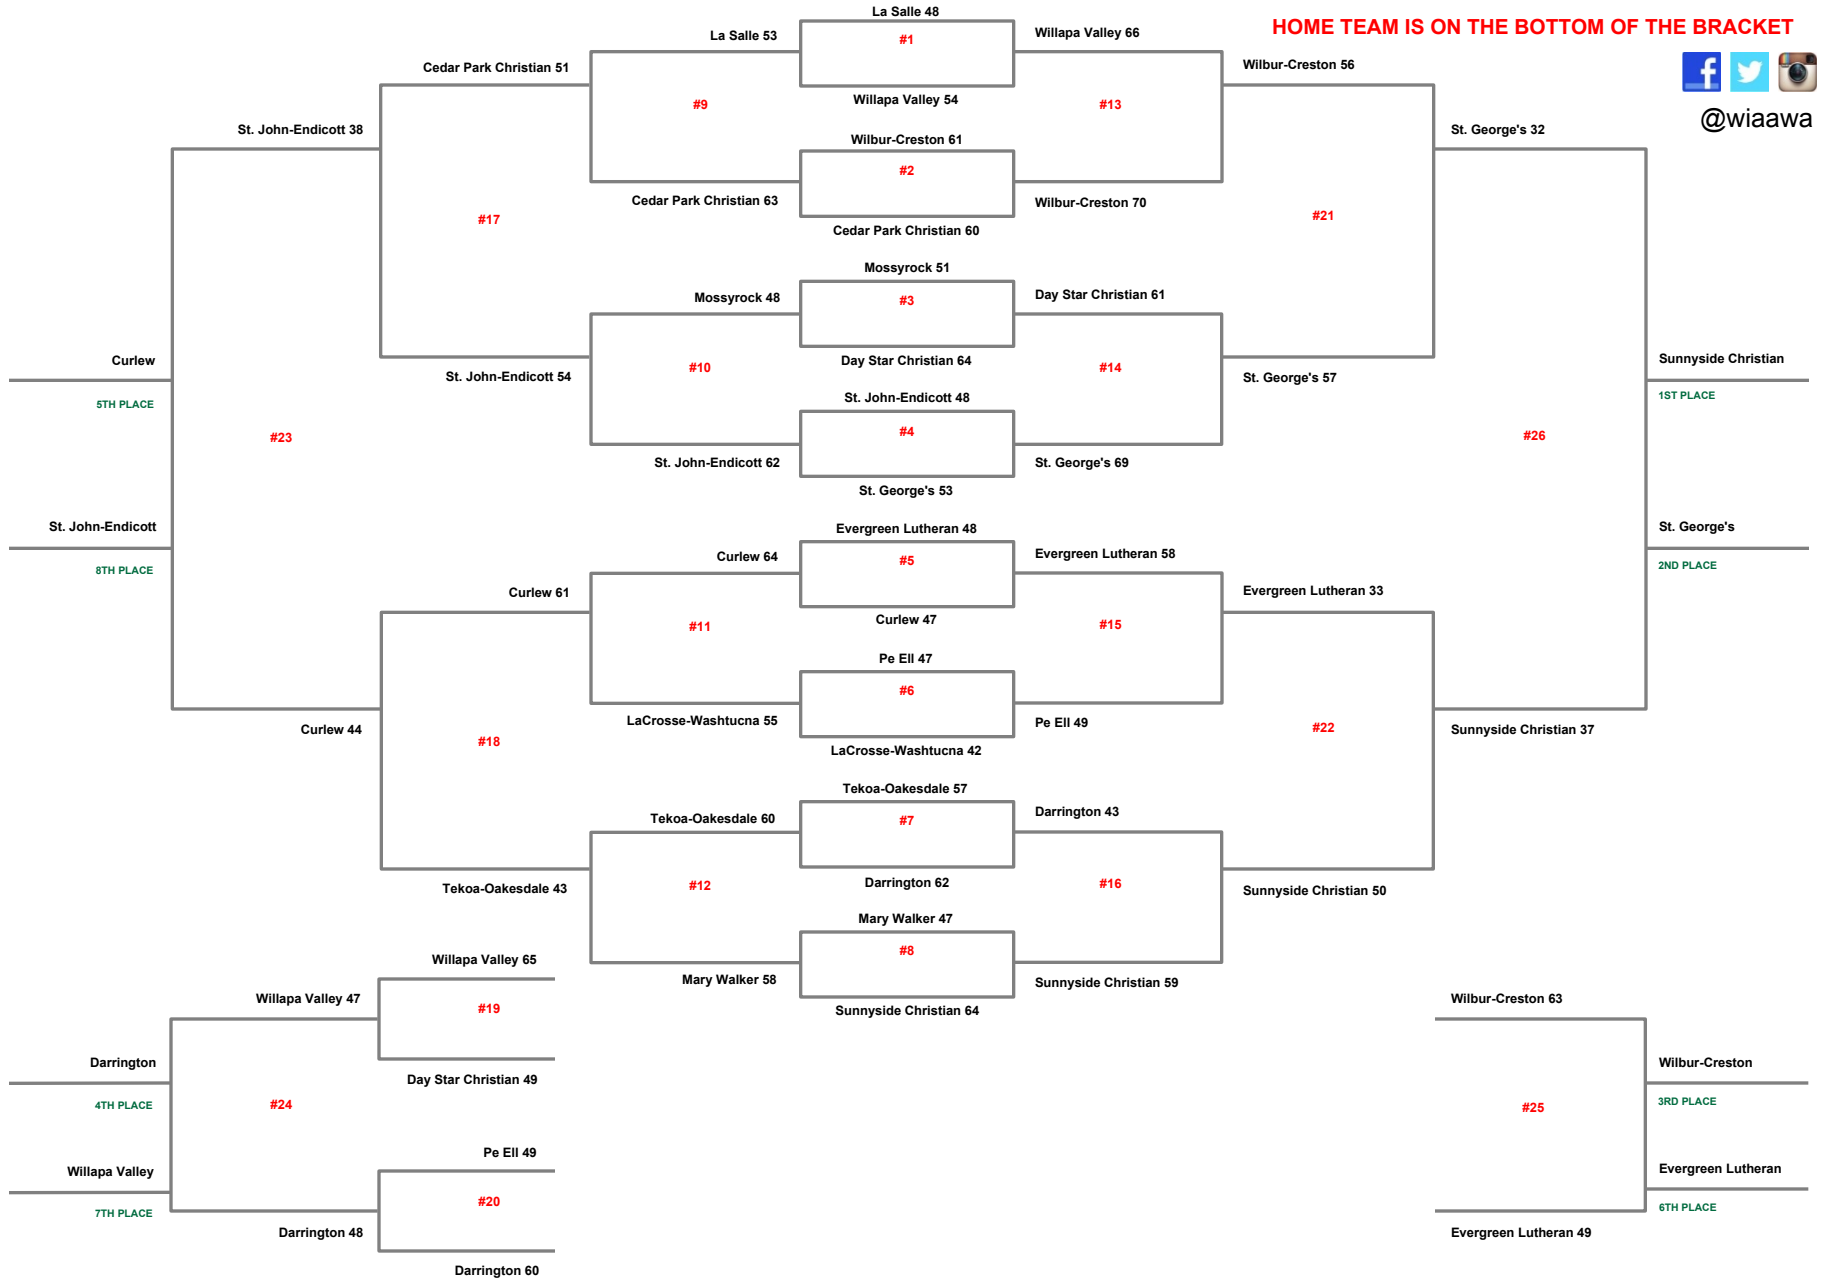 La Salle 48
HOME TEAM IS ON THE BOTTOM OF THE BRACKET
La Salle 53
#1
Willapa Valley 66
Cedar Park Christian 51
Wilbur-Creston 56
#9
Willapa Valley 54
#13
@wiaawa
St. John-Endicott 38
St. George's 32
Wilbur-Creston 61
#2
Cedar Park Christian 63
Wilbur-Creston 70
#17
#21
Cedar Park Christian 60
Mossyrock 51
Mossyrock 48
#3
Day Star Christian 61
Curlew
Day Star Christian 64
Sunnyside Christian
#10
#14
St. John-Endicott 54
St. George's 57
5TH PLACE
1ST PLACE
St. John-Endicott 48
#23
#4
#26
St. John-Endicott 62
St. George's 69
St. George's 53
St. John-Endicott
Evergreen Lutheran 48
St. George's
Curlew 64
#5
Evergreen Lutheran 58
8TH PLACE
2ND PLACE
Curlew 61
Evergreen Lutheran 33
#11
Curlew 47
#15
Pe Ell 47
#6
LaCrosse-Washtucna 55
Pe Ell 49
Curlew 44
#18
LaCrosse-Washtucna 42
#22
Sunnyside Christian 37
Tekoa-Oakesdale 57
Tekoa-Oakesdale 60
#7
Darrington 43
Tekoa-Oakesdale 43
#12
Darrington 62
#16
Sunnyside Christian 50
Mary Walker 47
#8
Willapa Valley 65
Mary Walker 58
Sunnyside Christian 59
Willapa Valley 47
#19
Sunnyside Christian 64
Wilbur-Creston 63
Darrington
Day Star Christian 49
Wilbur-Creston
4TH PLACE
#24
#25
3RD PLACE
Pe Ell 49
Willapa Valley
Evergreen Lutheran
#20
7TH PLACE
6TH PLACE
Darrington 48
Evergreen Lutheran 49
Darrington 60